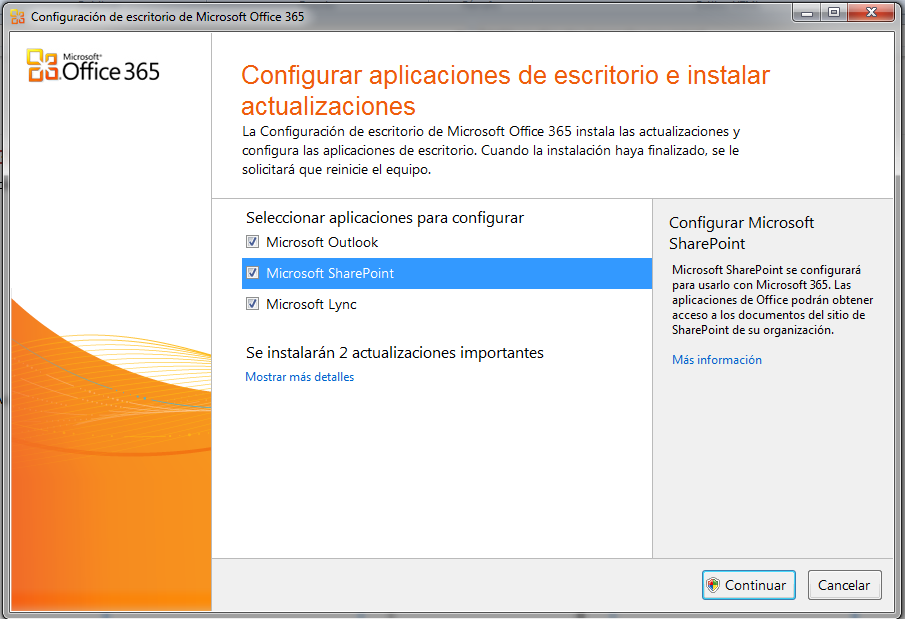 Configuración de escritorio de Microsoft Office 365
Microsoft®
Office 365
Configurar aplicaciones de escritorio e instalar
actualizaciones
La Configuración de escritorio de Microsoft Office 365 instala las actualizaciones y
configura las aplicaciones de escritorio. Cuando la instalación haya finalizado, se le
solicitará que reinicie el equipo.
Seleccionar aplicaciones para configurar
Microsoft Outlook
Microsoft SharePoint
Microsoft Lync
Se instalarán 2 actualizaciones importantes
Mostrar más detalles
Configurar Microsoft
SharePoint
Microsoft SharePoint se configurará
para usarlo con Microsoft 365. Las
aplicaciones de Office podrán obtener
acceso a los documentos del sitio de
SharePoint de su organización.
Más información
Continuar
Cancelar